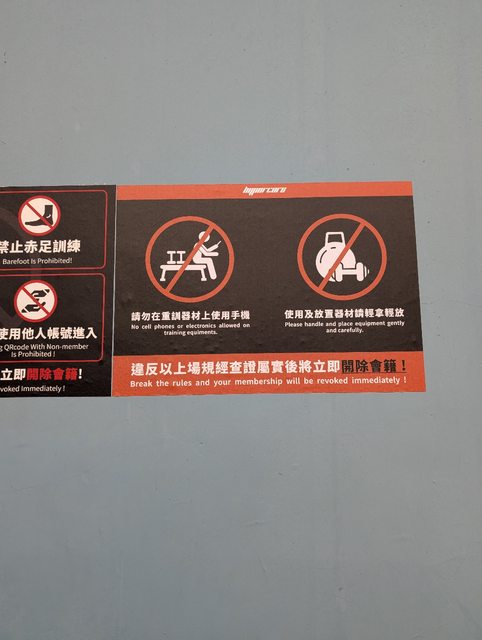 禁止赤足訓練
Barefoot Is Prohibited!
使用他人帳號進入
QRcode With Non-member
Is Prohibited !
立即開除會籍!
evoked Immediately !
請勿在重訓器材上使用手機
No cell phones or electronics allowed on
training equiments.
使用及放置器材請輕拿輕放
Please handle and place equipment gently
and carefully.
違反以上場規經查證屬實後將立即開除會籍！
Break the rules and your membership will be revoked immediately !